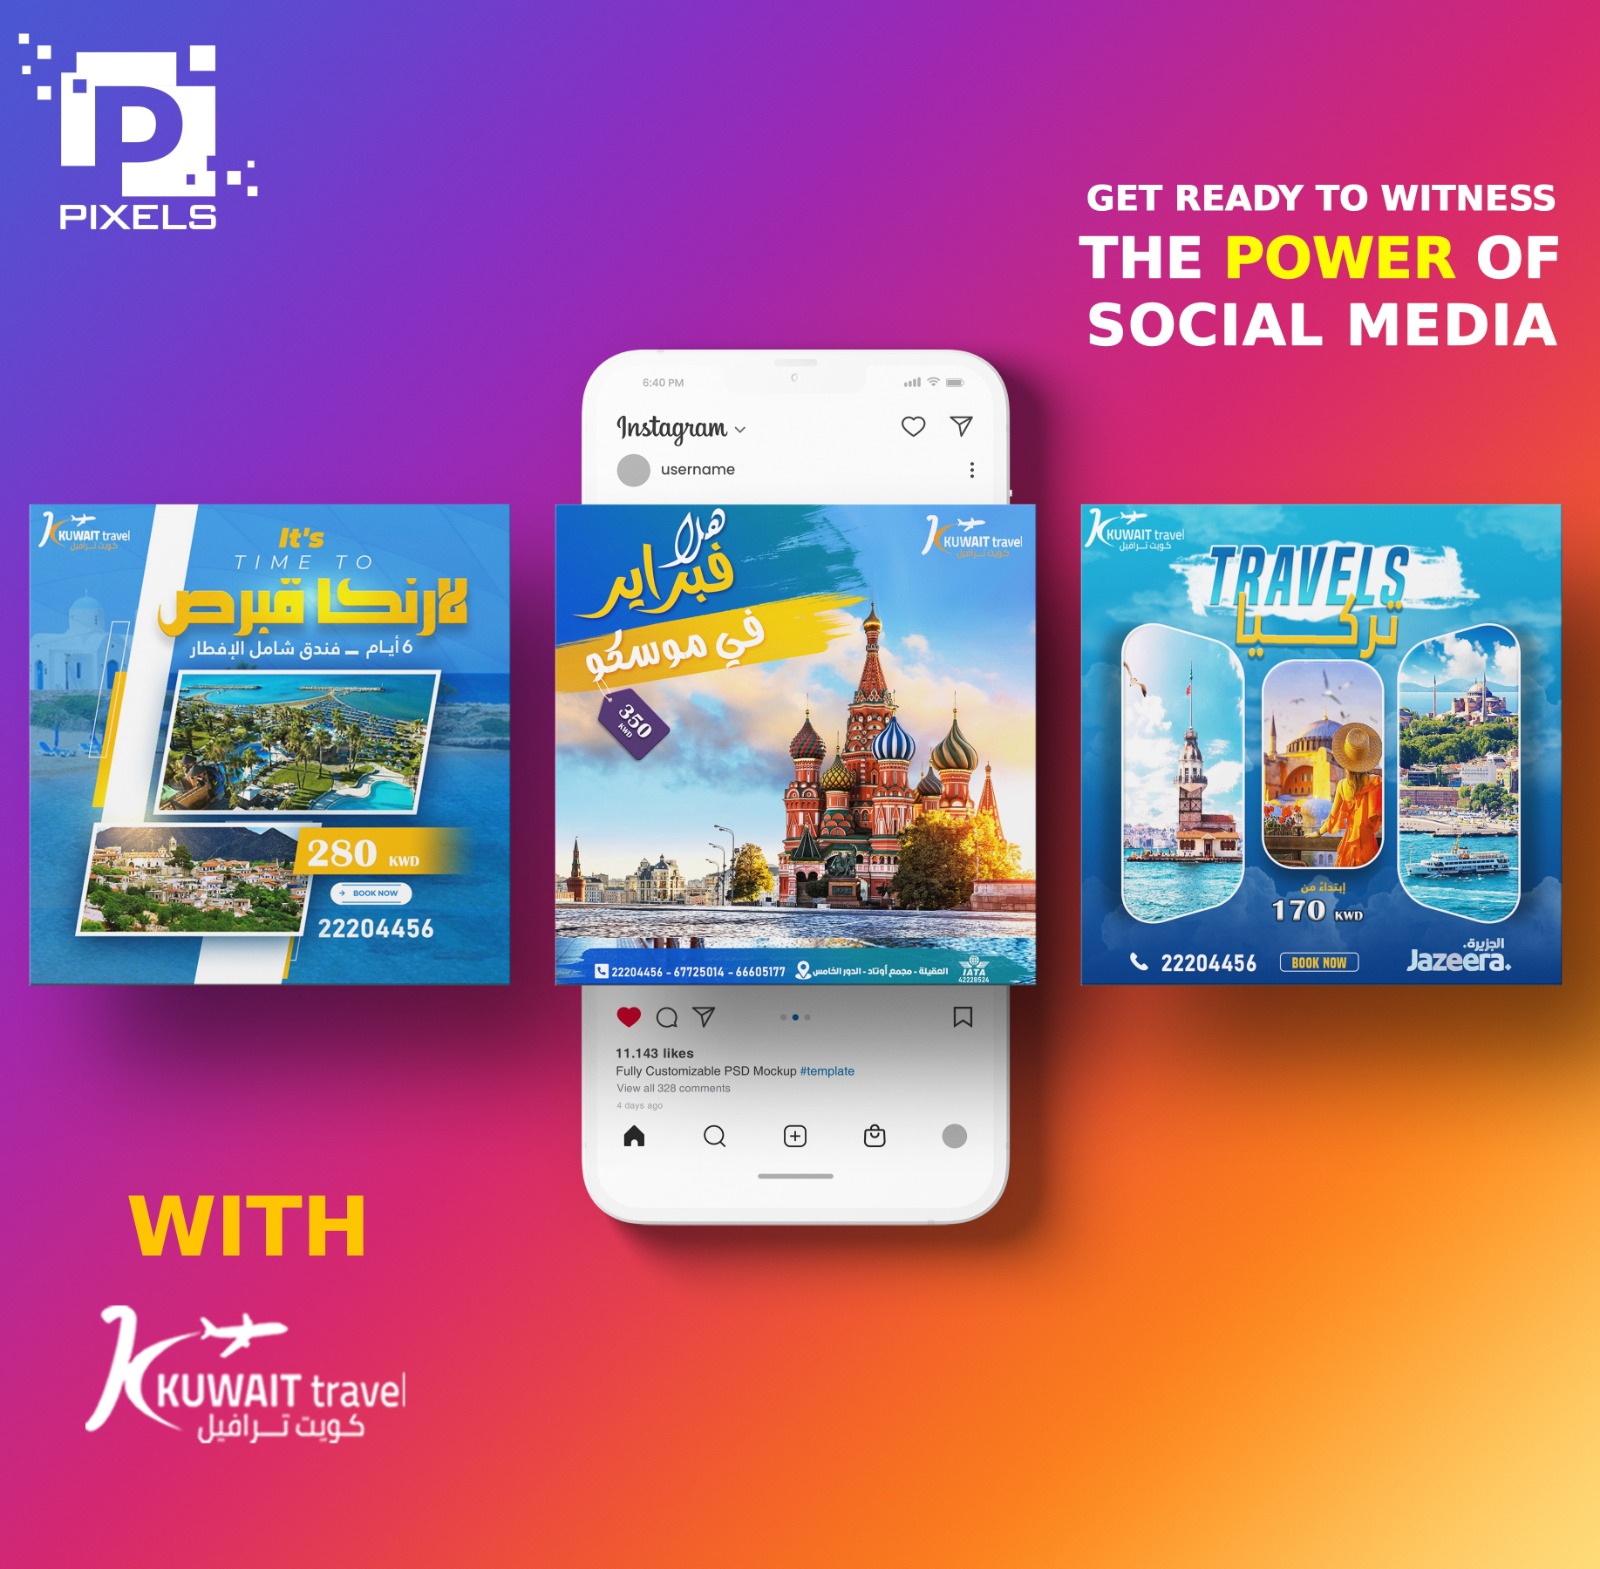 PIXELS
GET READY TO WITNESS
THE POWER OF
SOCIAL MEDIA
6:40 PM
Instagram
username
KUWAIT travel
كويت ترافيل
It's
TIME TO
لارنكا قبرص
6 أيام – فندق شامل الإفطار
280 KWD
BOOK NOW
22204456
هلا
فبراير
في موسكو
350
KWD
KUWAIT travel
كويت ترافيل
22204456 - 67725014 - 66605177
العقيلة - مجمع أوتاد - الدور الخامس
IATA
42228524
KUWAIT travel
كويت ترافيل
TRAVELS
تركيا
إبتداءً من
170 KWD
22204456
BOOK NOW
الجزيرة.
Jazeera.
11.143 likes
Fully Customizable PSD Mockup #template
View all 328 comments
4 days ago
WITH
KUWAIT travel
كويت ترافيل